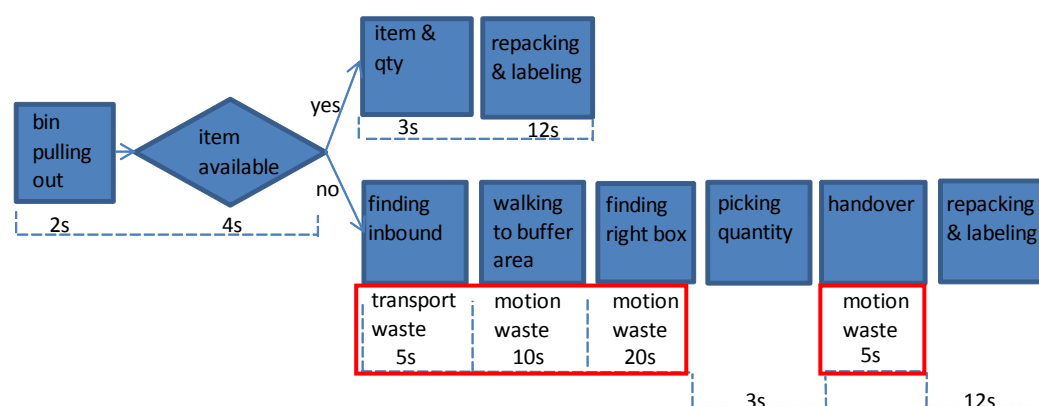 item &
qty
repacking
& labeling
yes
3s
12s
bin
pulling
out
item
available
2s
4s
no
finding
inbound
walking
to buffer
area
finding
right box
picking
quantity
handover
repacking
& labeling
transport
waste
5s
motion
waste
10s
motion
waste
20s
motion
waste
5s
3s
12s